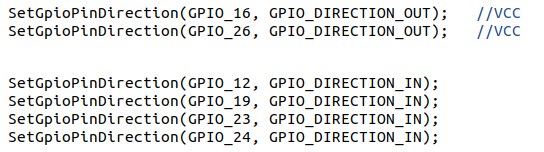 SetGpioPinDirection(GPIO_16, GPIO_DIRECTION_OUT);   //VCC
SetGpioPinDirection(GPIO_26, GPIO_DIRECTION_OUT);   //VCC
SetGpioPinDirection(GPIO_12, GPIO_DIRECTION_IN);
SetGpioPinDirection(GPIO_19, GPIO_DIRECTION_IN);
SetGpioPinDirection(GPIO_23, GPIO_DIRECTION_IN);
SetGpioPinDirection(GPIO_24, GPIO_DIRECTION_IN);